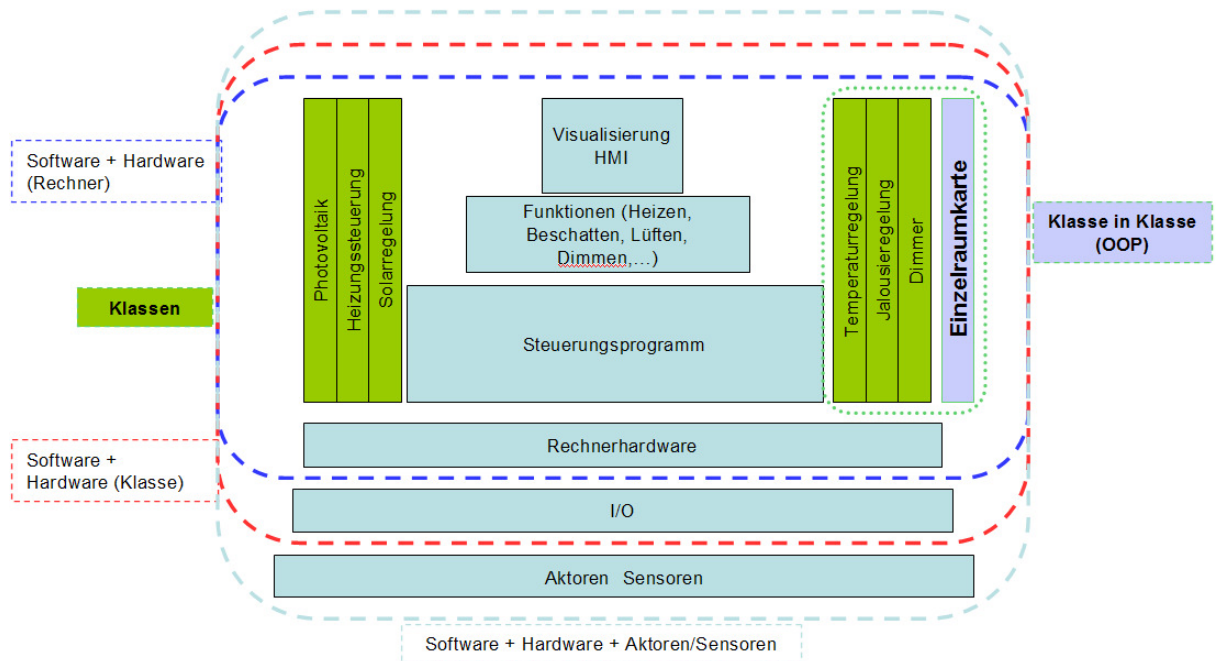 Visualisierung
HMI
Software + Hardware
(Rechner)
Funktionen (Heizen,
Beschatten, Lüften,
Dimmen,...)
Photovoltaik
Heizungssteuerung
Solarregelung
Temperaturregelung
Jalousieregelung
Dimmer
Einzelraumkarte
Klasse in Klasse
(OOP)
Klassen
Steuerungsprogramm
Rechnerhardware
Software +
Hardware (Klasse)
I/O
Aktoren Sensoren
Software + Hardware + Aktoren/Sensoren